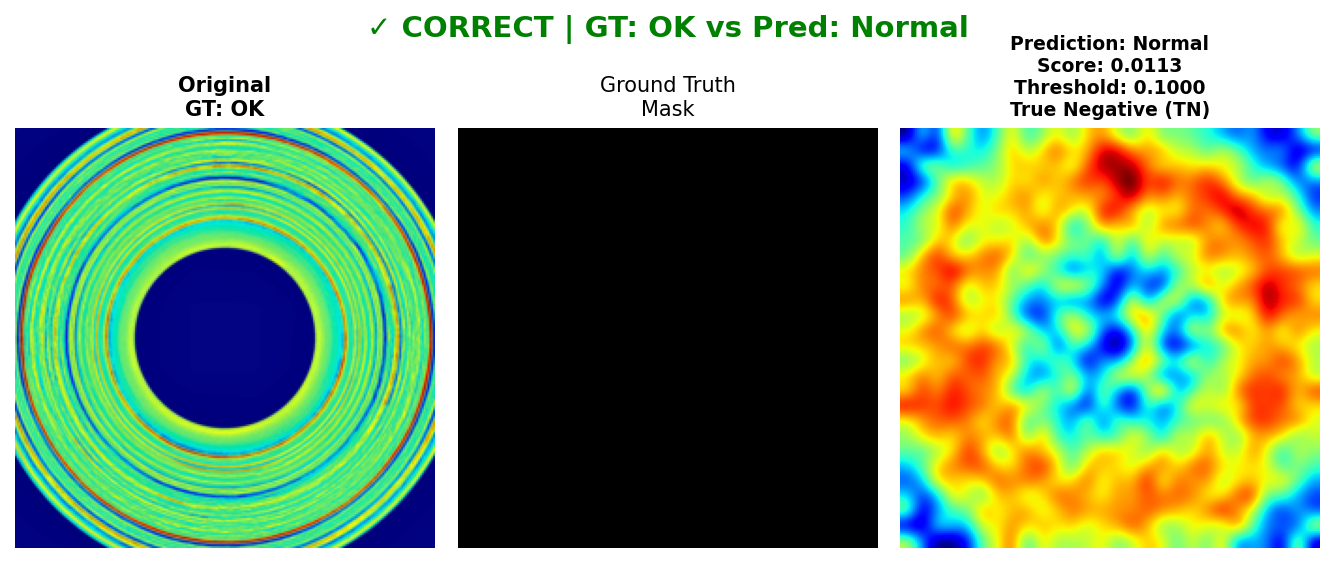 ✓ CORRECT | GT: OK vs Pred: Normal
Original
GT: OK
Ground Truth
Mask
Prediction: Normal
Score: 0.0113
Threshold: 0.1000
True Negative (TN)